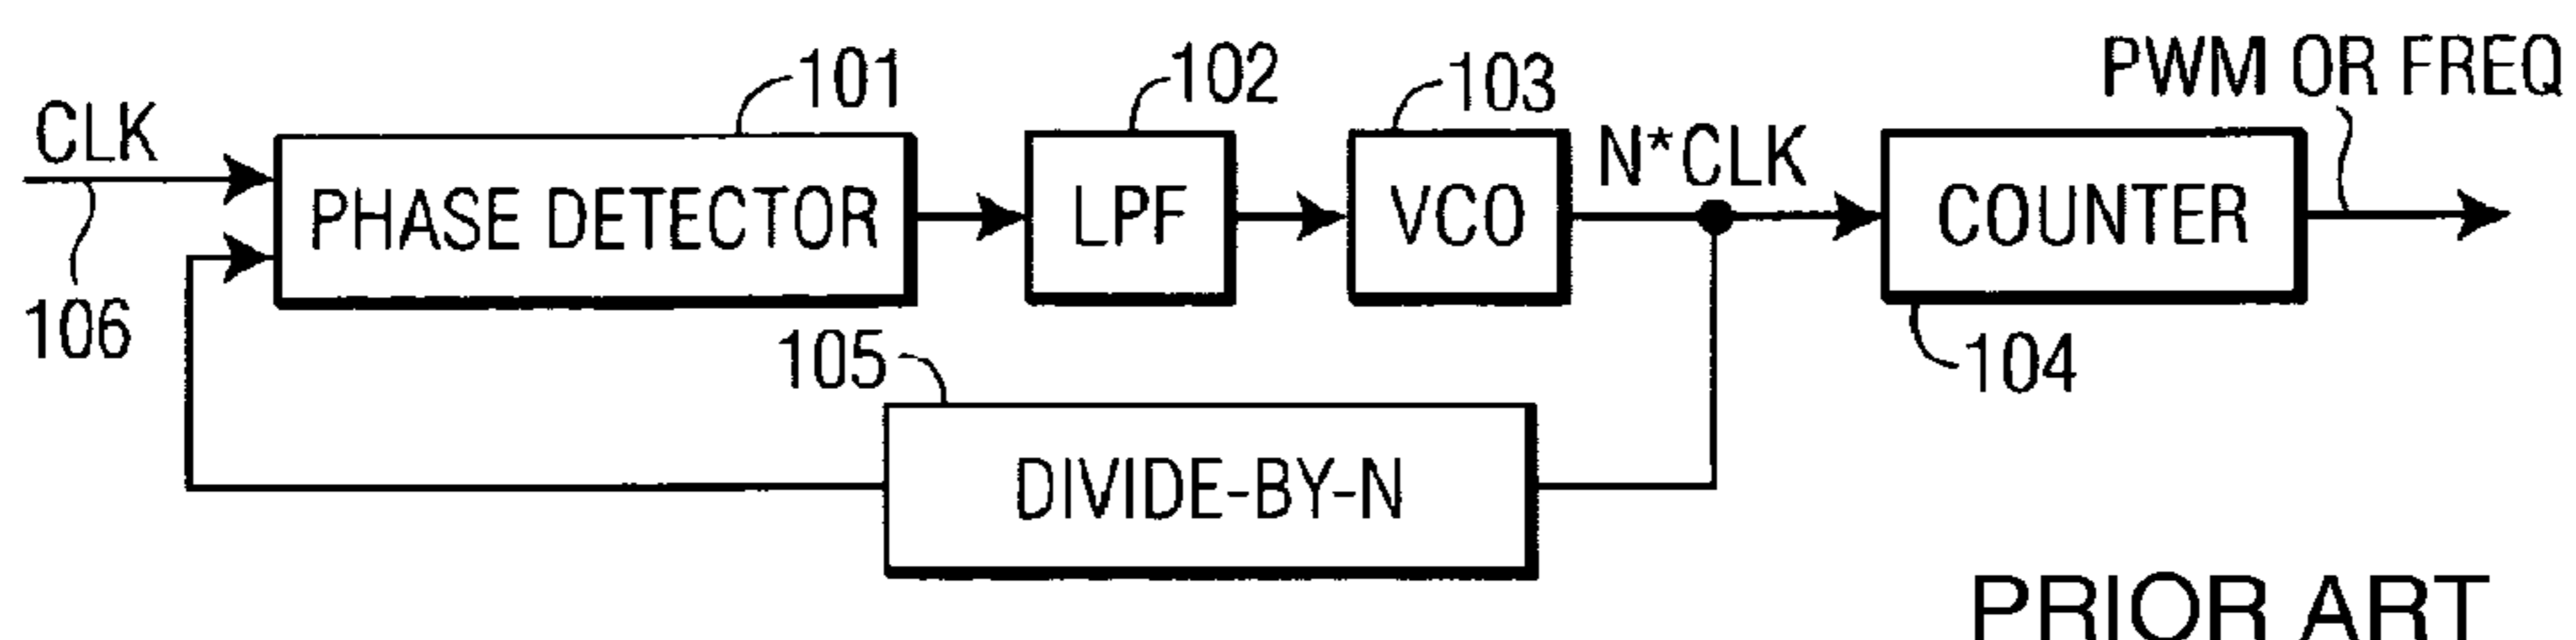 PWM OR FREQ
101
102
103
CLK
N*CLK
PHASE DETECTOR
LPF
VCO
COUNTER
106
105
104
DIVIDE-BY-N
PRIOR ART